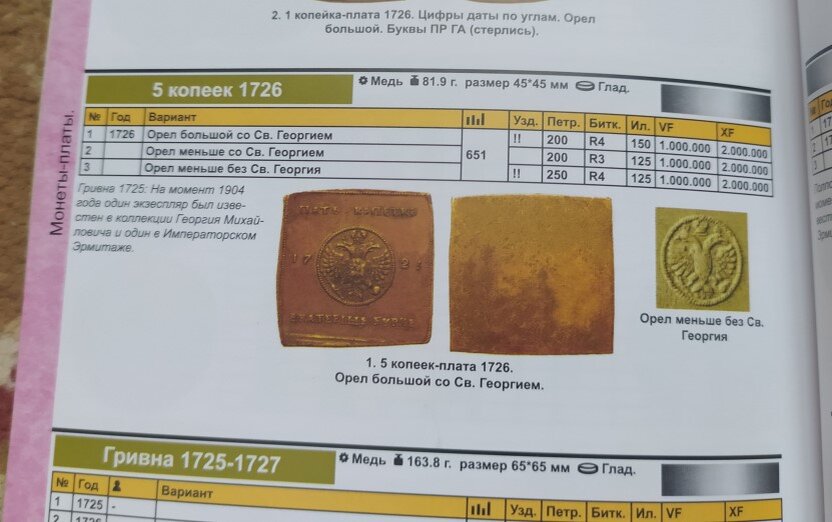 2. 1 копейка-плата 1726. Цифры даты по углам. Орел
большой. Буквы ПР ГА (стерлись).
Монеты-платы.
5 копеек 1726
Медь 81.9 г. размер 45*45 мм Глад.
№ Год Вариант Узд. Петр. Битк. Ил. VF XF
1 1726 Орел большой со Св. Георгием 651 !! 200 R4 150 1.000.000 2.000.000
2 Орел меньше со Св. Георгием 200 R3 125 1.000.000 2.000.000
3 Орел меньше без Св. Георгия !! 250 R4 125 1.000.000 2.000.000
Гривна 1725: На момент 1904
года один экзепляр был изве-
стен в коллекции Георгия Михай-
ловича и один в Императорском
Эрмитаже.
ПЯТЬ КОПЕЕКЪ
172
Орел меньше без Св.
Георгия
1. 5 копеек-плата 1726.
Орел большой со Св. Георгием.
Гривна 1725-1727
Медь 163.8 г. размер 65*65 мм Глад.
№ Год Вариант Узд. Петр. Битк. Ил. VF XF
1 1725 -
2